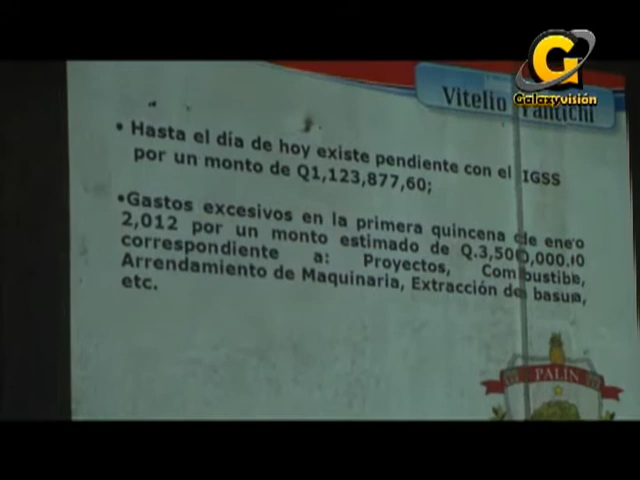 G
Galaxyvisión
Vitelio
• Hasta el día de hoy existe pendiente con el IGSS
por un monto de Q1,123,877,60;
•Gastos excesivos en la primera quincena de enero
2,012 por un monto estimado de Q.3,500,000.00
correspondiente a: Proyectos, Combustible,
Arrendamiento de Maquinaria, Extracción de basura,
etc.
PALÍN